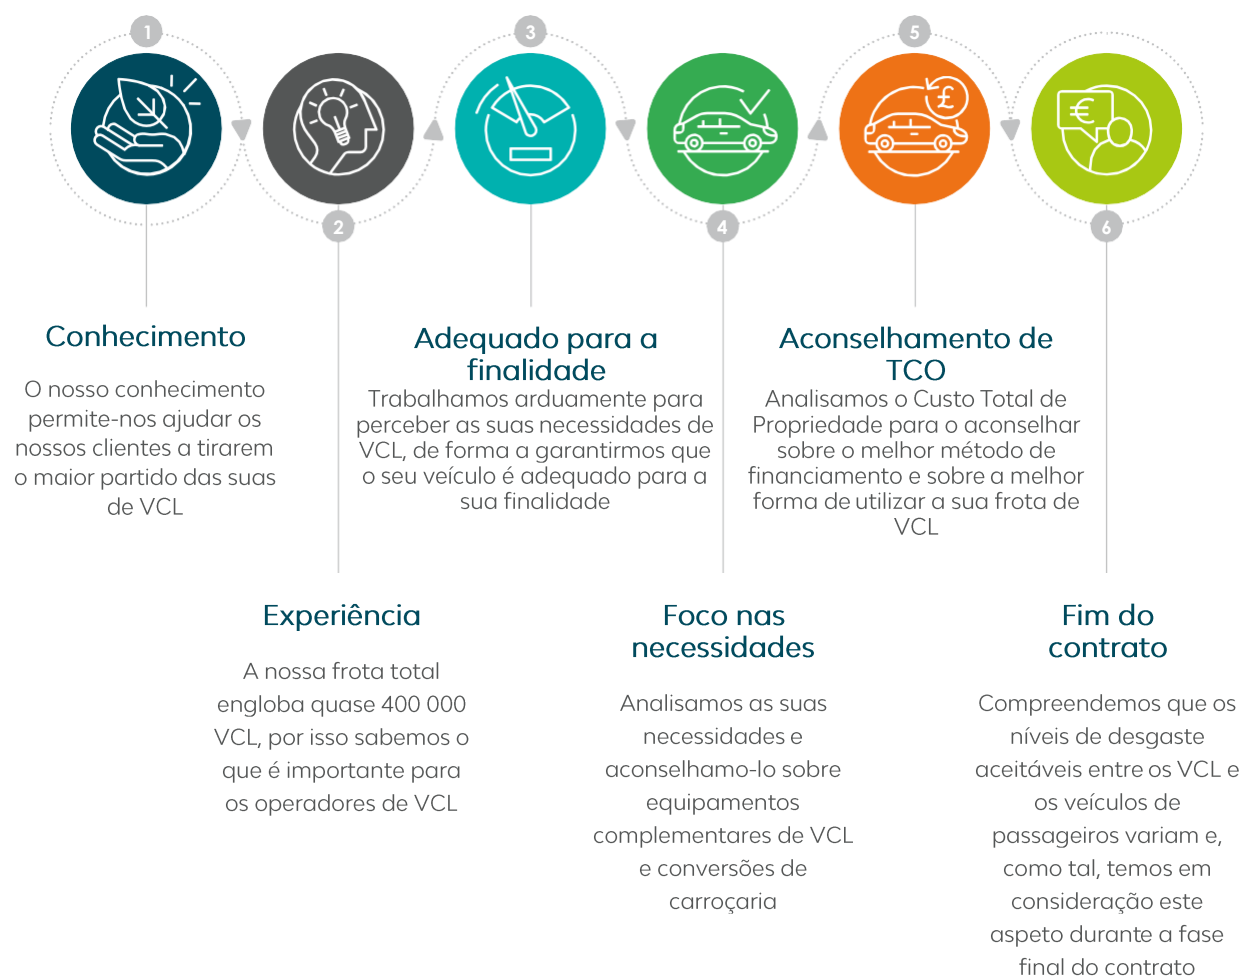 1
3
5
£
€
2
4
6
Conhecimento
O nosso conhecimento
permite-nos ajudar os
nossos clientes a tirarem
o maior partido das suas
de VCL
Adequado para a
finalidade
Trabalhamos arduamente para
perceber as suas necessidades de
VCL, de forma a garantirmos que
o seu veículo é adequado para a
sua finalidade
Aconselhamento de
TCO
Analisamos o Custo Total de
Propriedade para o aconselhar
sobre o melhor método de
financiamento e sobre a melhor
forma de utilizar a sua frota de
VCL
Experiência
A nossa frota total
engloba quase 400 000
VCL, por isso sabemos o
que é importante para
os operadores de VCL
Foco nas
necessidades
Analisamos as suas
necessidades e
aconselhamo-lo sobre
equipamentos
complementares de VCL
e conversões de
carroçaria
Fim do
contrato
Compreendemos que os
níveis de desgaste
aceitáveis entre os VCL e
os veículos de
passageiros variam e,
como tal, temos em
consideração este
aspeto durante a fase
final do contrato